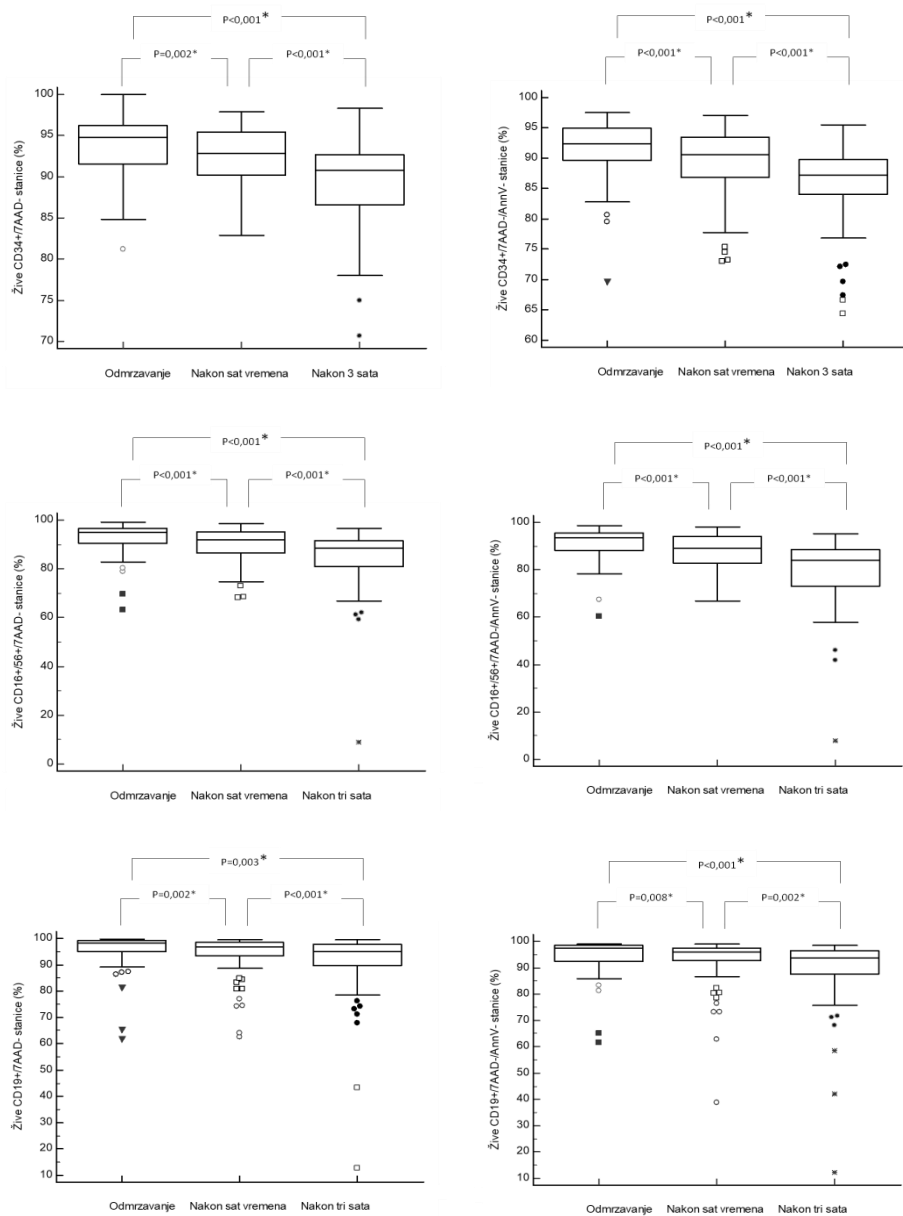 P<0,001*
P=0,002* P<0,001*
Žive CD34+/7AAD- stanice (%)
100
95
90
85
80
75
70
Odmrzavanje Nakon sat vremena Nakon 3 sata
P<0,001*
P<0,001* P<0,001*
Žive CD34+/7AAD-/AnnV- stanice (%)
100
95
90
85
80
75
70
65
60
Odmrzavanje Nakon sat vremena Nakon 3 sata
P<0,001*
P<0,001* P<0,001*
Žive CD16+/56+/7AAD- stanice (%)
100
80
60
40
20
0
Odmrzavanje Nakon sat vremena Nakon tri sata
P<0,001*
P<0,001* P<0,001*
Žive CD16+/56+/7AAD-/AnnV- stanice (%)
100
80
60
40
20
0
Odmrzavanje Nakon sat vremena Nakon tri sata
P=0,003*
P=0,002* P<0,001*
Žive CD19+/7AAD- stanice (%)
100
90
80
70
60
50
40
30
20
10
Odmrzavanje Nakon sat vremena Nakon tri sata
P<0,001*
P=0,008* P=0,002*
Žive CD19+/7AAD-/AnnV- stanice (%)
100
90
80
70
60
50
40
30
20
10
Odmrzavanje Nakon sat vremena Nakon tri sata